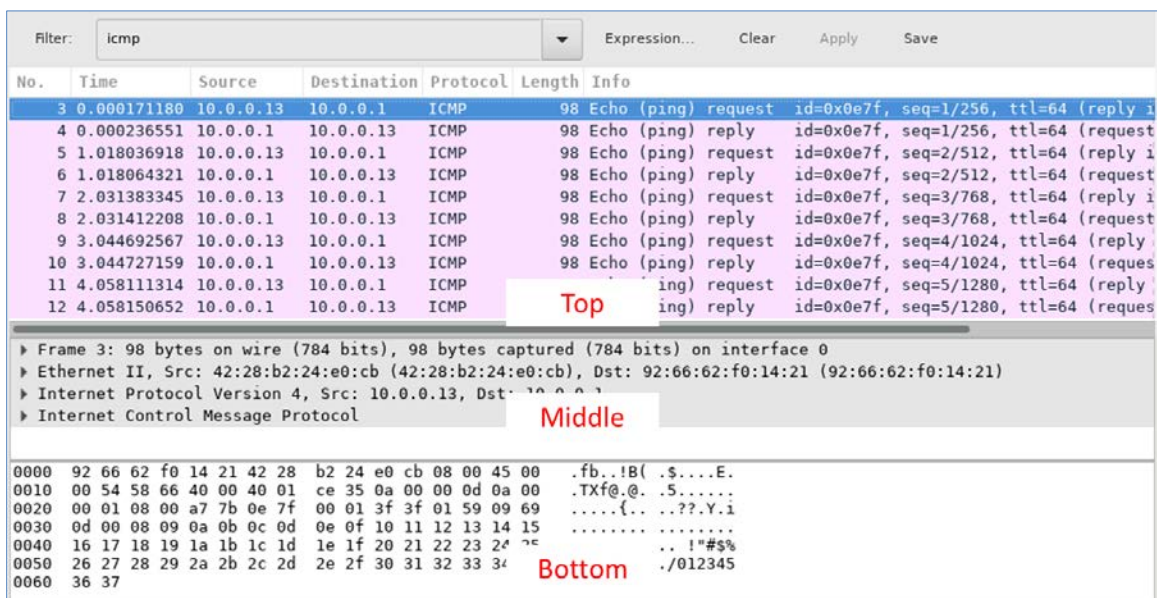 Filter: icmp Expression... Clear Apply Save
No. Time Source Destination Protocol Length Info
3 0.000171180 10.0.0.13 10.0.0.1 ICMP 98 Echo (ping) request id=0x0e7f, seq=1/256, ttl=64 (reply i
4 0.000236551 10.0.0.1 10.0.0.13 ICMP 98 Echo (ping) reply id=0x0e7f, seq=1/256, ttl=64 (request
5 1.018036918 10.0.0.13 10.0.0.1 ICMP 98 Echo (ping) request id=0x0e7f, seq=2/512, ttl=64 (reply i
6 1.018064321 10.0.0.1 10.0.0.13 ICMP 98 Echo (ping) reply id=0x0e7f, seq=2/512, ttl=64 (request
7 2.031383345 10.0.0.13 10.0.0.1 ICMP 98 Echo (ping) request id=0x0e7f, seq=3/768, ttl=64 (reply i
8 2.031412208 10.0.0.1 10.0.0.13 ICMP 98 Echo (ping) reply id=0x0e7f, seq=3/768, ttl=64 (request
9 3.044692567 10.0.0.13 10.0.0.1 ICMP 98 Echo (ping) request id=0x0e7f, seq=4/1024, ttl=64 (reply
10 3.044727159 10.0.0.1 10.0.0.13 ICMP 98 Echo (ping) reply id=0x0e7f, seq=4/1024, ttl=64 (reques
11 4.058111314 10.0.0.13 10.0.0.1 ICMP ing) request id=0x0e7f, seq=5/1280, ttl=64 (reply
12 4.058150652 10.0.0.1 10.0.0.13 ICMP ing) reply id=0x0e7f, seq=5/1280, ttl=64 (reques
Top
Frame 3: 98 bytes on wire (784 bits), 98 bytes captured (784 bits) on interface 0
Ethernet II, Src: 42:28:b2:24:e0:cb (42:28:b2:24:e0:cb), Dst: 92:66:62:f0:14:21 (92:66:62:f0:14:21)
Internet Protocol Version 4, Src: 10.0.0.13, Dst: 10.0.0.1
Internet Control Message Protocol
Middle
0000 92 66 62 f0 14 21 42 28 b2 24 e0 cb 08 00 45 00 .fb..!B( .$....E.
0010 00 54 58 66 40 00 40 01 ce 35 0a 00 00 0d 0a 00 .TXf@.@. .5......
0020 00 01 08 00 a7 7b 0e 7f 00 01 3f 3f 01 59 09 69 .....{.. ..??.Y.i
0030 0d 00 08 09 0a 0b 0c 0d 0e 0f 10 11 12 13 14 15 ........ ........
0040 16 17 18 19 1a 1b 1c 1d 1e 1f 20 21 22 23 24 25 .. !"#$%
0050 26 27 28 29 2a 2b 2c 2d 2e 2f 30 31 32 33 34 ./012345
0060 36 37
Bottom